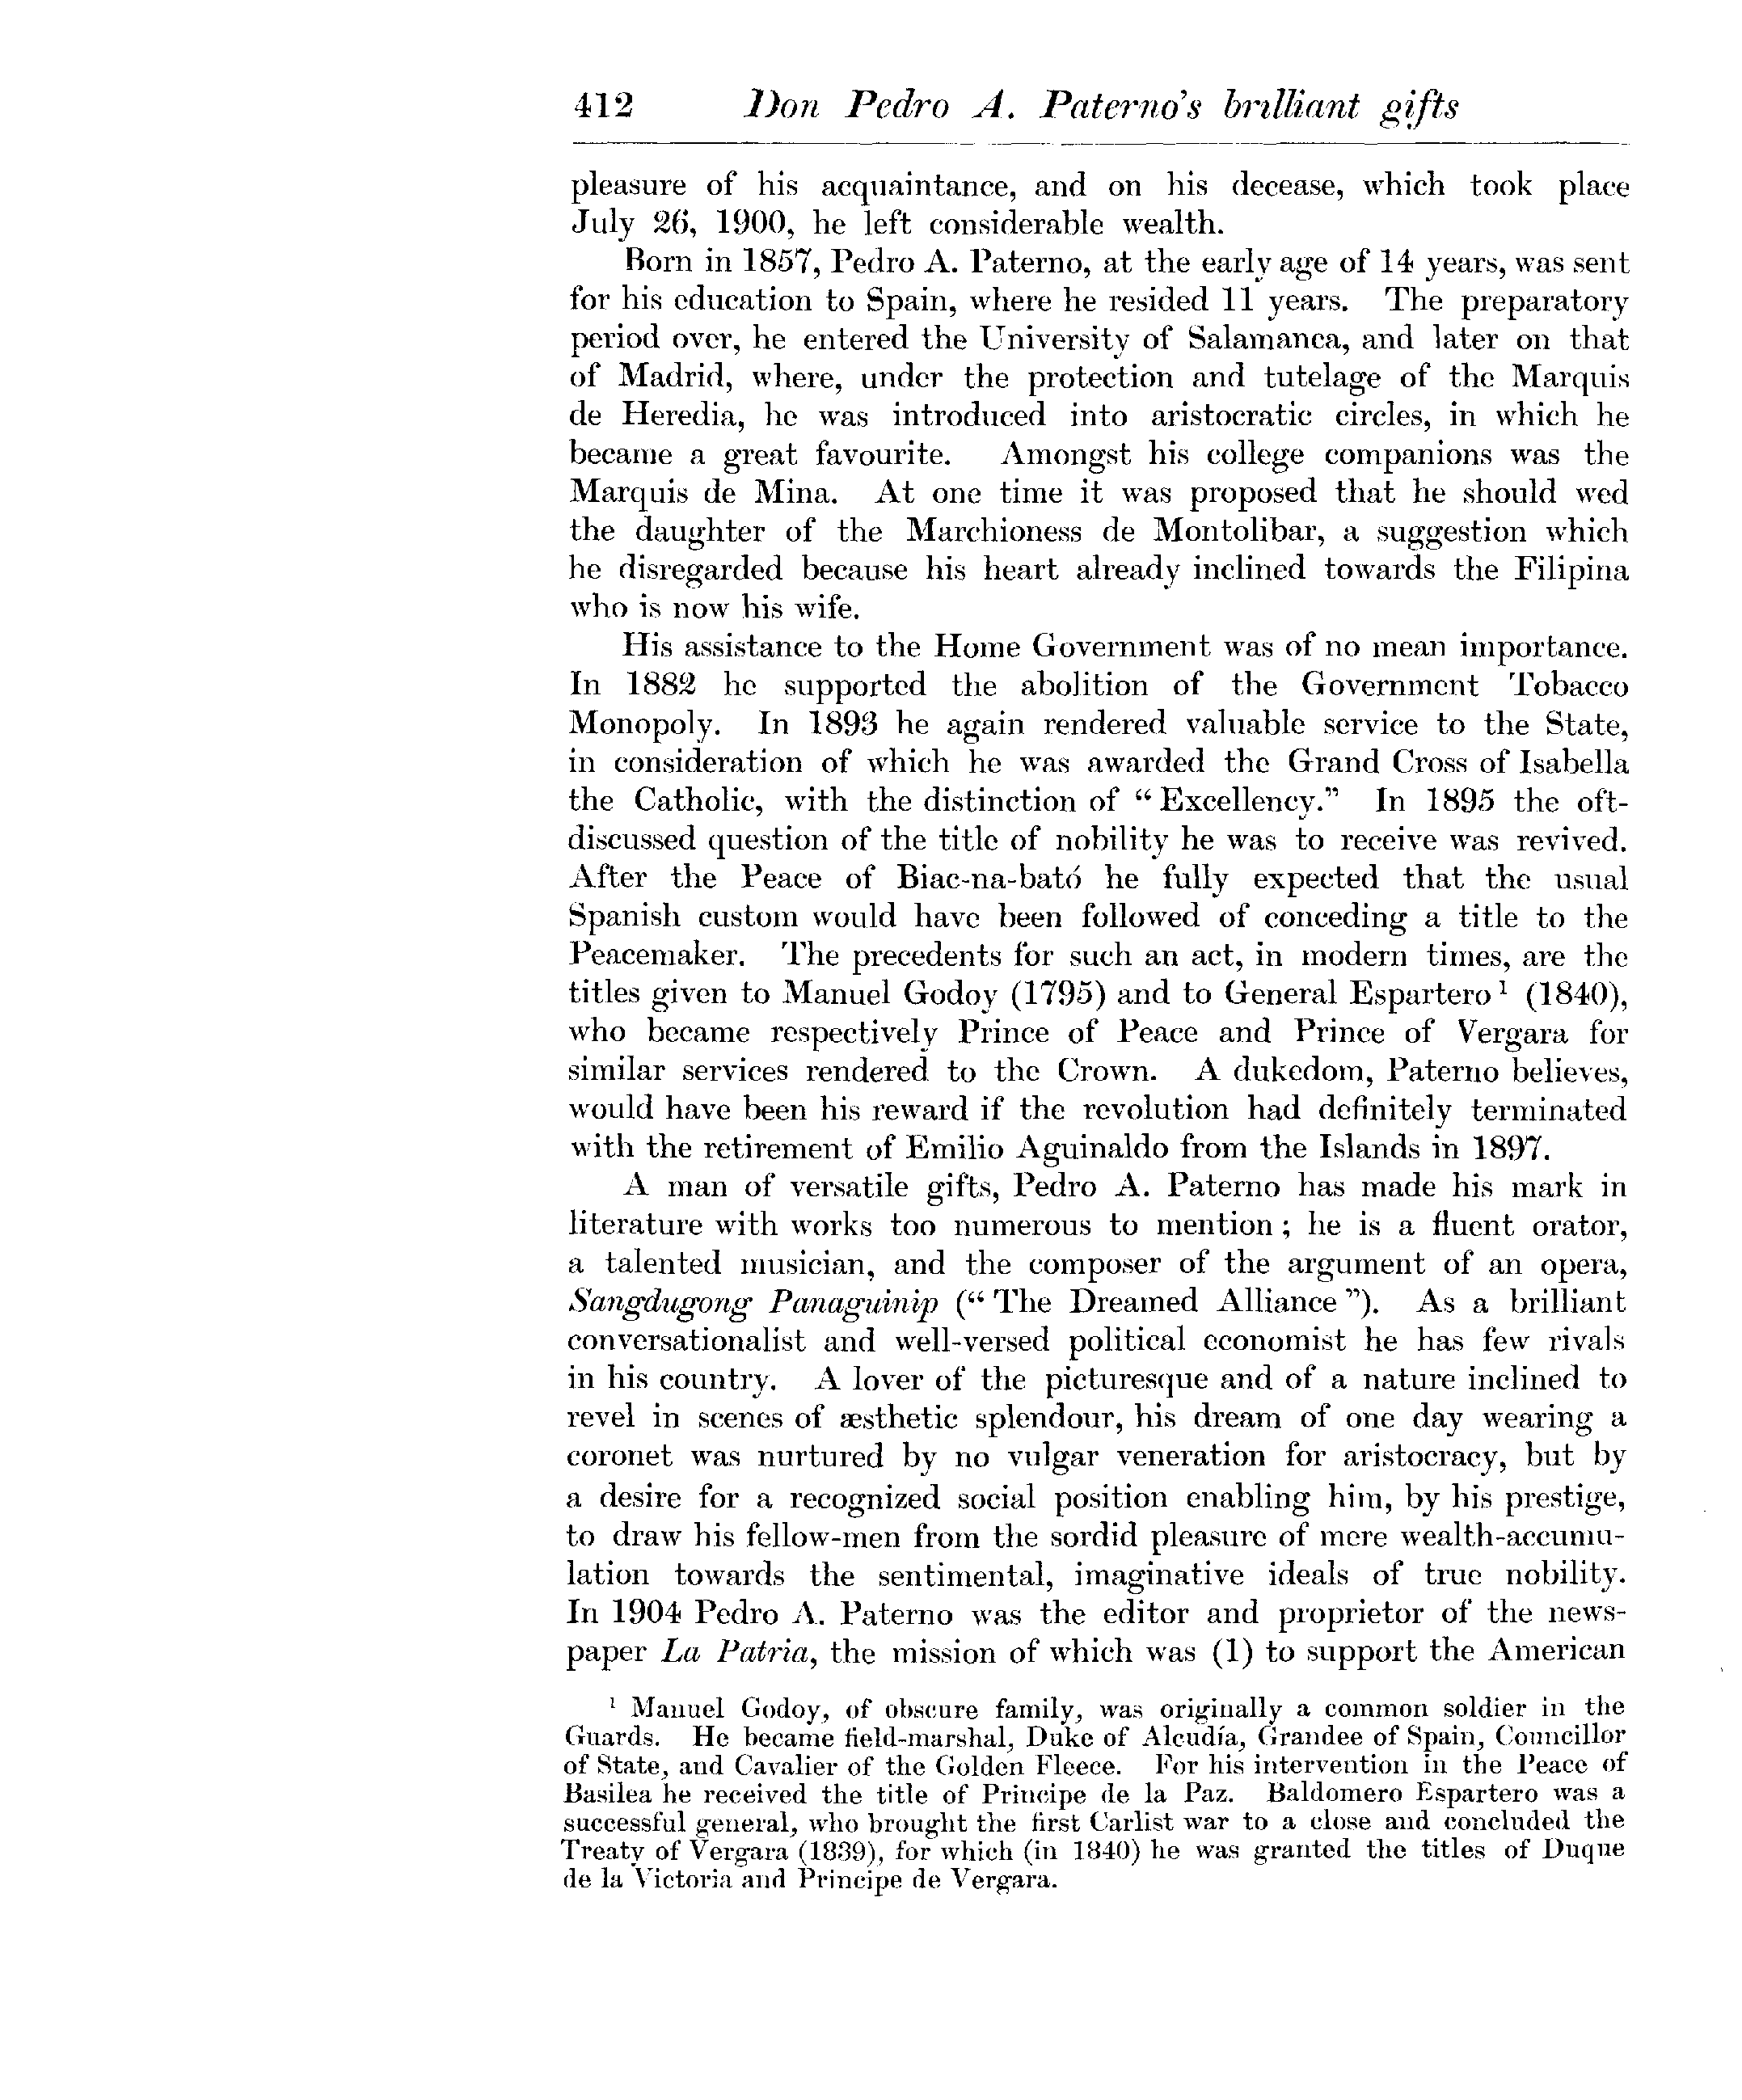 412 Don Pedro A. Paterno's brilliant gifts
pleasure of his acquaintance, and on his decease, which took place
July 26, 1900, he left considerable wealth.
Born in 1857, Pedro A. Paterno, at the early age of 14 years, was sent
for his education to Spain, where he resided 11 years. The preparatory
period over, he entered the University of Salamanca, and later on that
of Madrid, where, under the protection and tutelage of the Marquis
de Heredia, he was introduced into aristocratic circles, in which he
became a great favourite. Amongst his college companions was the
Marquis de Mina. At one time it was proposed that he should wed
the daughter of the Marchioness de Montolibar, a suggestion which
he disregarded because his heart already inclined towards the Filipina
who is now his wife.
His assistance to the Home Government was of no mean importance.
In 1882 he supported the abolition of the Government Tobacco
Monopoly. In 1893 he again rendered valuable service to the State,
in consideration of which he was awarded the Grand Cross of Isabella
the Catholic, with the distinction of "Excellency." In 1895 the oft-
discussed question of the title of nobility he was to receive was revived.
After the Peace of Biac-na-bató he fully expected that the usual
Spanish custom would have been followed of conceding a title to the
Peacemaker. The precedents for such an act, in modern times, are the
titles given to Manuel Godoy (1795) and to General Espartero ¹ (1840),
who became respectively Prince of Peace and Prince of Vergara for
similar services rendered to the Crown. A dukedom, Paterno believes,
would have been his reward if the revolution had definitely terminated
with the retirement of Emilio Aguinaldo from the Islands in 1897.
A man of versatile gifts, Pedro A. Paterno has made his mark in
literature with works too numerous to mention; he is a fluent orator,
a talented musician, and the composer of the argument of an opera,
Sangdugong Panaguinip ("The Dreamed Alliance"). As a brilliant
conversationalist and well-versed political economist he has few rivals
in his country. A lover of the picturesque and of a nature inclined to
revel in scenes of æsthetic splendour, his dream of one day wearing a
coronet was nurtured by no vulgar veneration for aristocracy, but by
a desire for a recognized social position enabling him, by his prestige,
to draw his fellow-men from the sordid pleasure of mere wealth-accumu-
lation towards the sentimental, imaginative ideals of true nobility.
In 1904 Pedro A. Paterno was the editor and proprietor of the news-
paper La Patria, the mission of which was (1) to support the American
¹ Manuel Godoy, of obscure family, was originally a common soldier in the
Guards. He became field-marshal, Duke of Alcudía, Grandee of Spain, Councillor
of State, and Cavalier of the Golden Fleece. For his intervention in the Peace of
Basilea he received the title of Principe de la Paz. Baldomero Espartero was a
successful general, who brought the first Carlist war to a close and concluded the
Treaty of Vergara (1839), for which (in 1840) he was granted the titles of Duque
de la Victoria and Principe de Vergara.